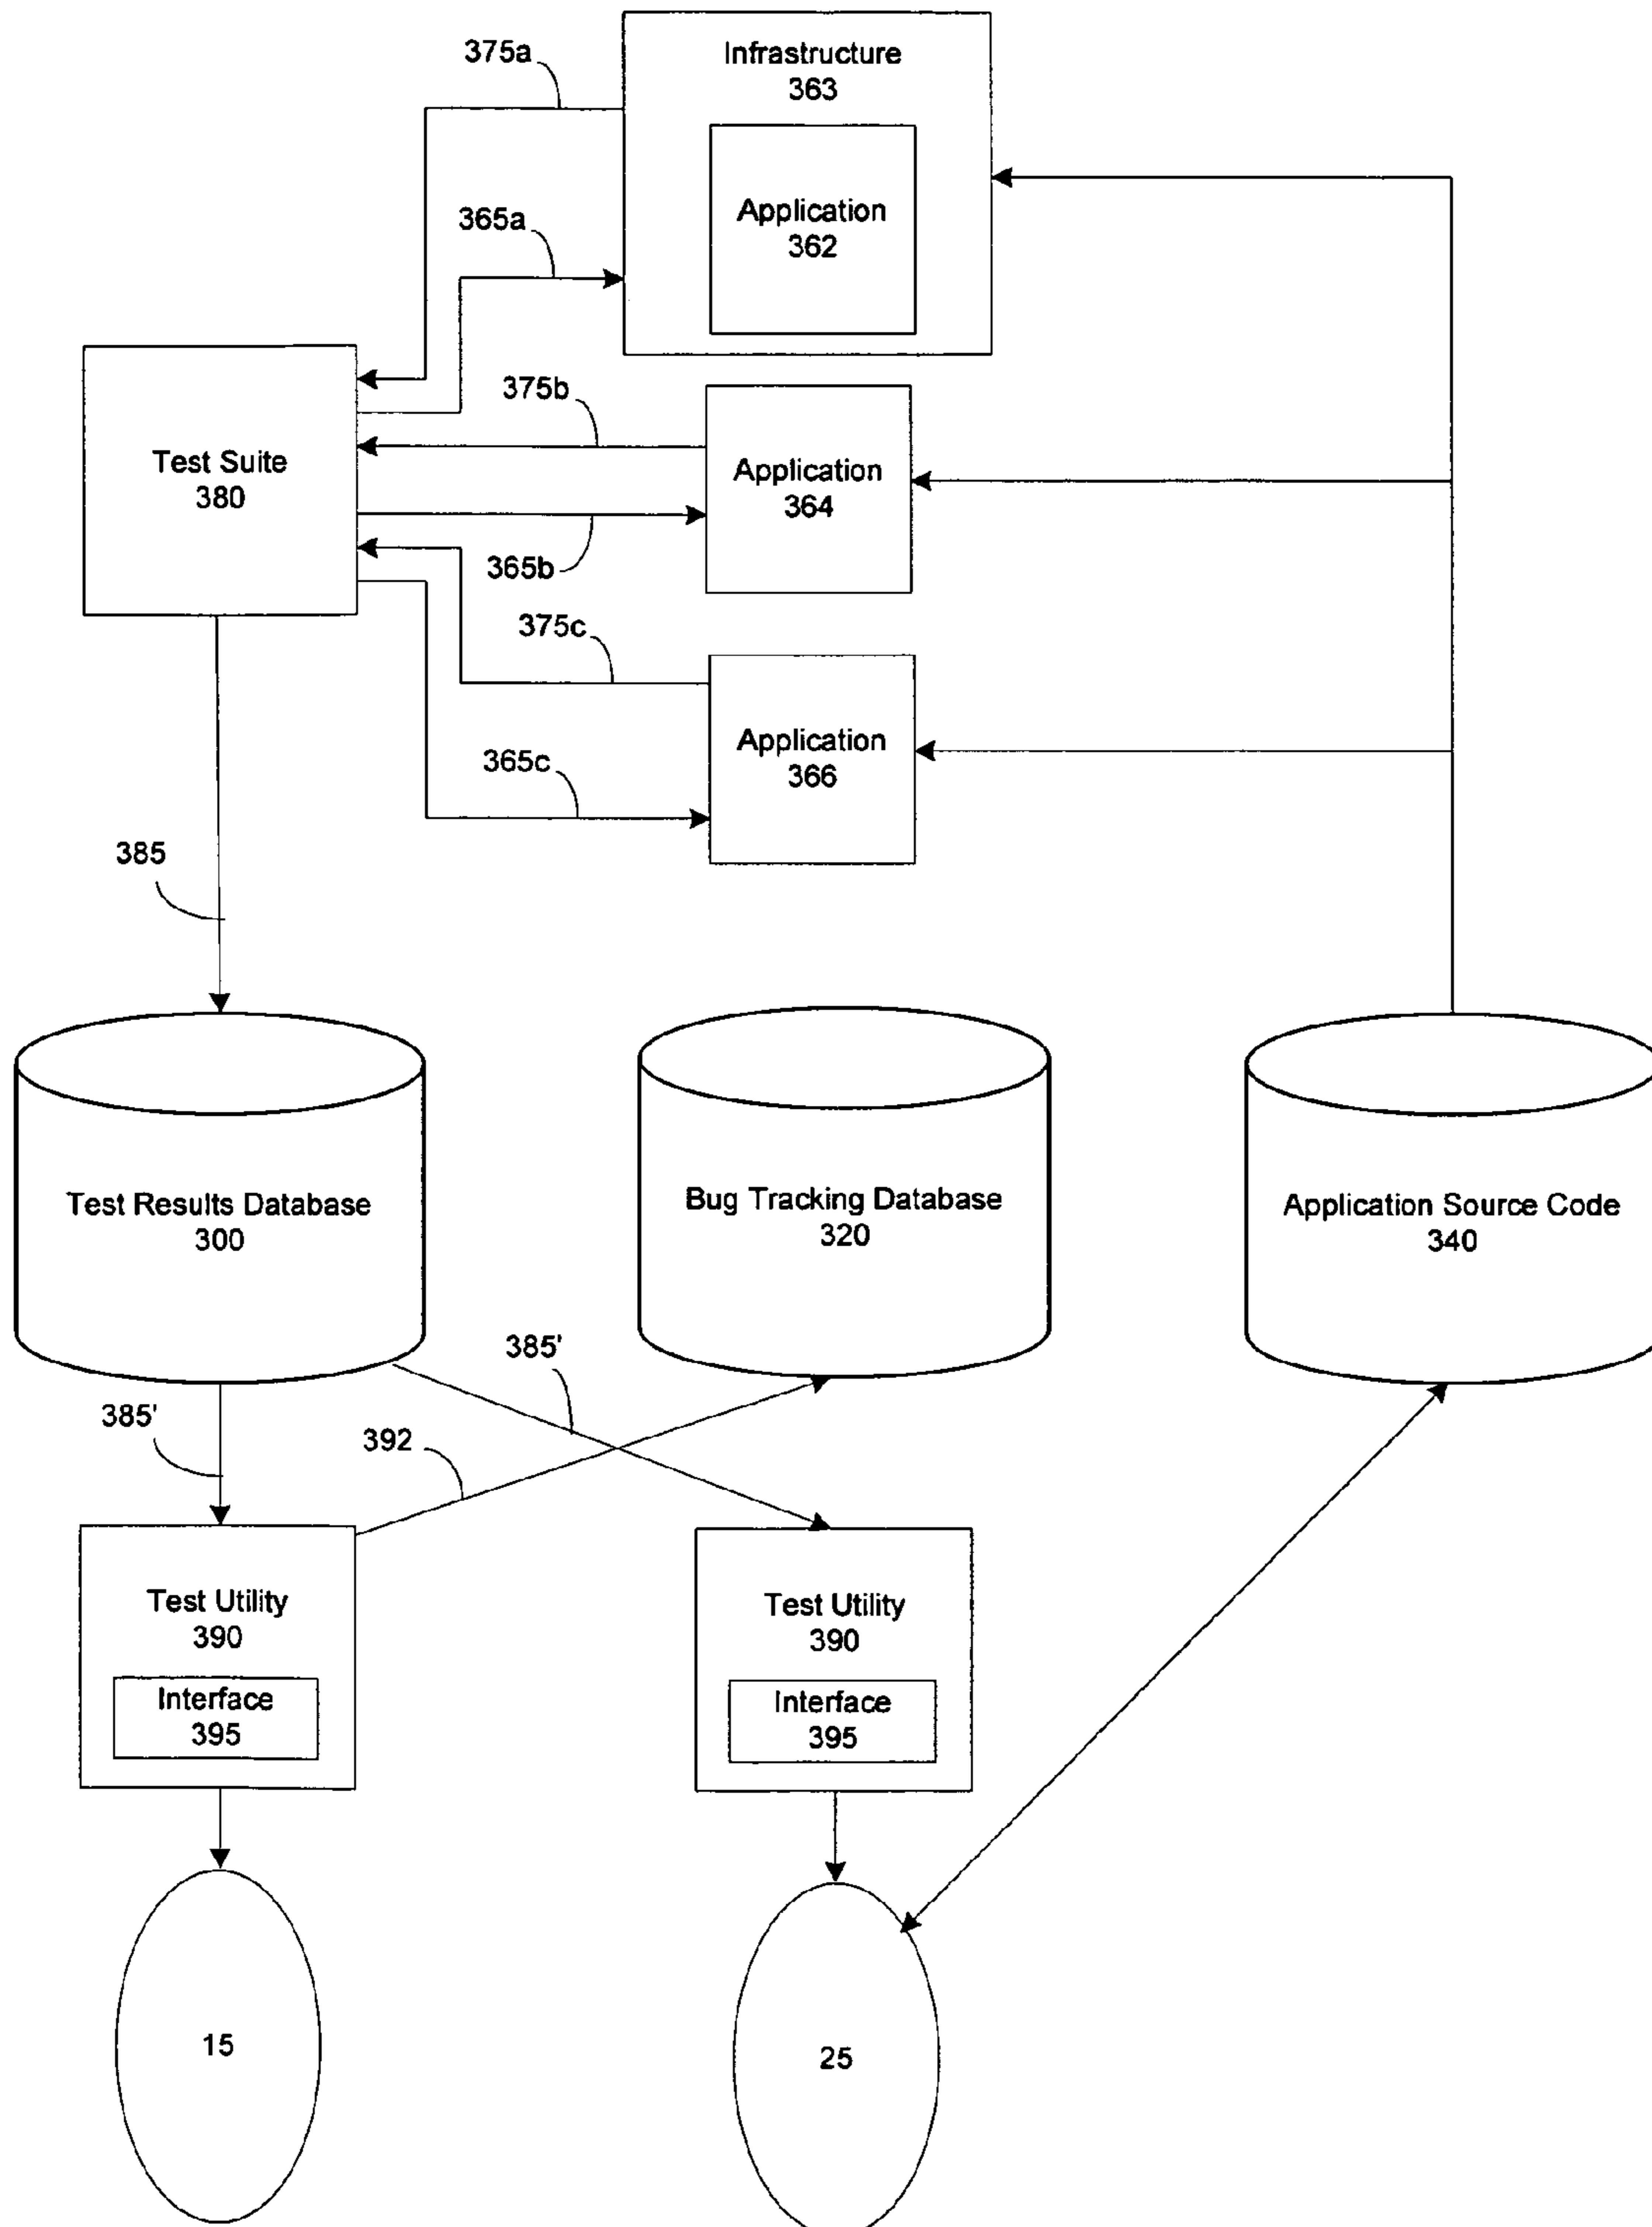 375a
Infrastructure
363
365a
Application
362
375b
Test Suite
380
Application
364
365b
375c
Application
366
365c
385
Test Results Database
300
Bug Tracking Database
320
Application Source Code
340
385'
385'
392
Test Utility
390
Interface
395
Test Utility
390
Interface
395
15
25